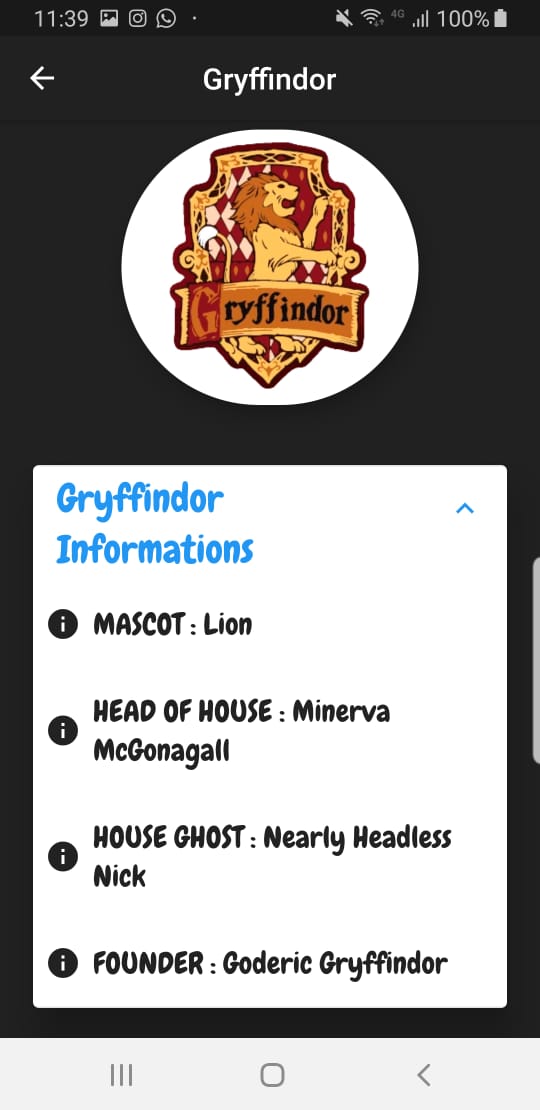 11:39 4G 100%
Gryffindor
Gryffindor
Gryffindor
Informations
MASCOT : Lion
HEAD OF HOUSE : Minerva
McGonagall
HOUSE GHOST : Nearly Headless
Nick
FOUNDER : Goderic Gryffindor